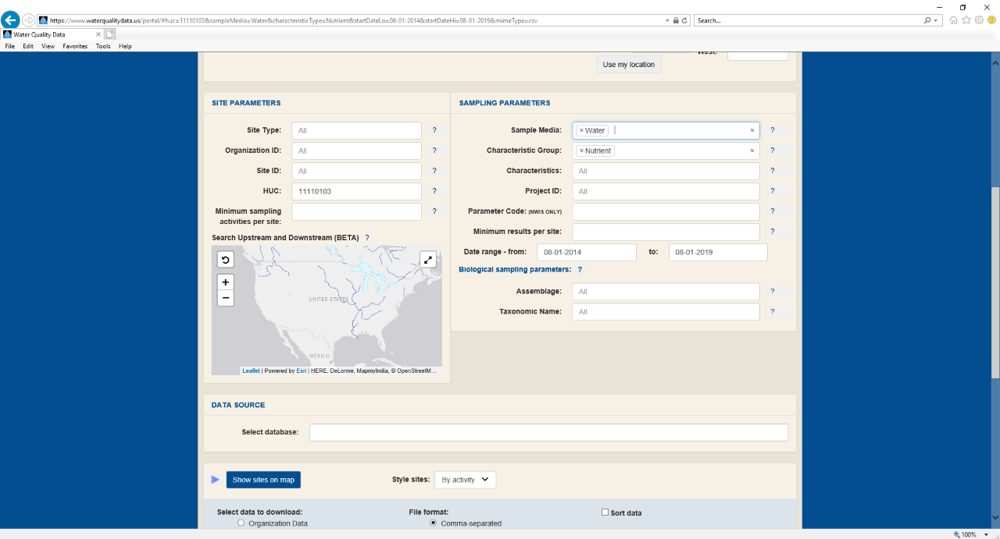 https://www.waterqualitydata.us/portal/#huc=11110103&sampleMedia=Water&characteristicType=Nutrient&startDateLo=08-01-2014&startDateHi=08-01-2019&mimeType=csv
Search...
Water Quality Data
File Edit View Favorites Tools Help
West:
Use my location
SITE PARAMETERS
Site Type: All ?
Organization ID: All ?
Site ID: All ?
HUC: 11110103 ?
Minimum sampling
activities per site: ?
Search Upstream and Downstream (BETA) ?
+
−
UNITED STATES
MÉXICO
Leaflet | Powered by Esri | HERE, DeLorme, MapmyIndia, © OpenStreetM...
SAMPLING PARAMETERS
Sample Media: × Water × ?
Characteristic Group: × Nutrient × ?
Characteristics: All ?
Project ID: All ?
Parameter Code: (NWIS ONLY) ?
Minimum results per site: ?
Date range - from: 08-01-2014 to: 08-01-2019
Biological sampling parameters: ?
Assemblage: All ?
Taxonomic Name: All ?
DATA SOURCE
Select database:
Show sites on map Style sites: By activity
Select data to download: File format: Sort data
Organization Data Comma-separated
100%